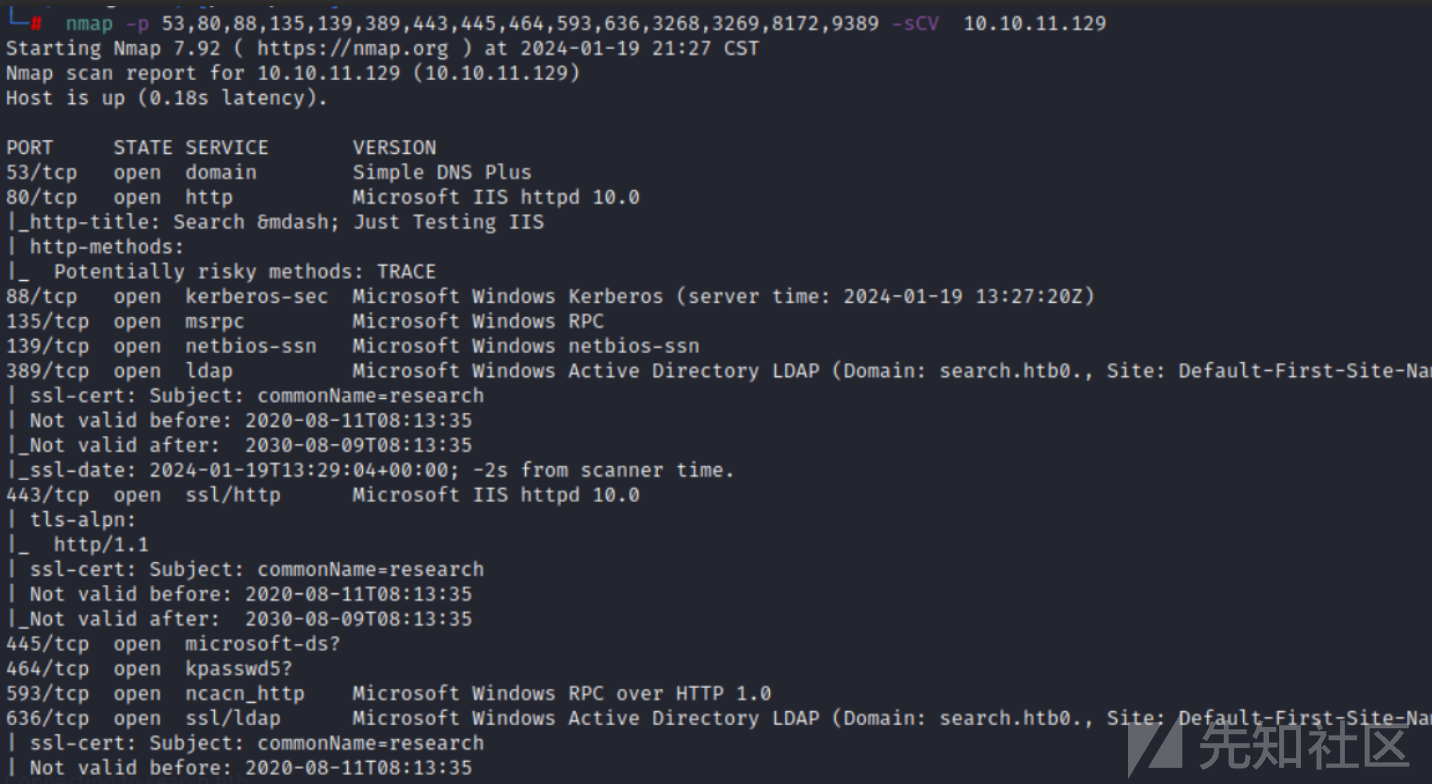 └─# nmap -p 53,80,88,135,139,389,443,445,464,593,636,3268,3269,8172,9389 -sCV  10.10.11.129
Starting Nmap 7.92 ( https://nmap.org ) at 2024-01-19 21:27 CST
Nmap scan report for 10.10.11.129 (10.10.11.129)
Host is up (0.18s latency).

PORT     STATE SERVICE       VERSION
53/tcp   open  domain        Simple DNS Plus
80/tcp   open  http          Microsoft IIS httpd 10.0
|_http-title: Search &mdash; Just Testing IIS
| http-methods:
|_  Potentially risky methods: TRACE
88/tcp   open  kerberos-sec  Microsoft Windows Kerberos (server time: 2024-01-19 13:27:20Z)
135/tcp  open  msrpc         Microsoft Windows RPC
139/tcp  open  netbios-ssn   Microsoft Windows netbios-ssn
389/tcp  open  ldap          Microsoft Windows Active Directory LDAP (Domain: search.htb0., Site: Default-First-Site-Na
| ssl-cert: Subject: commonName=research
| Not valid before: 2020-08-11T08:13:35
|_Not valid after:  2030-08-09T08:13:35
|_ssl-date: 2024-01-19T13:29:04+00:00; -2s from scanner time.
443/tcp  open  ssl/http      Microsoft IIS httpd 10.0
| tls-alpn:
|_  http/1.1
| ssl-cert: Subject: commonName=research
| Not valid before: 2020-08-11T08:13:35
|_Not valid after:  2030-08-09T08:13:35
445/tcp  open  microsoft-ds?
464/tcp  open  kpasswd5?
593/tcp  open  ncacn_http    Microsoft Windows RPC over HTTP 1.0
636/tcp  open  ssl/ldap      Microsoft Windows Active Directory LDAP (Domain: search.htb0., Site: Default-First-Site-Na
| ssl-cert: Subject: commonName=research
| Not valid before: 2020-08-11T08:13:35
先知社区